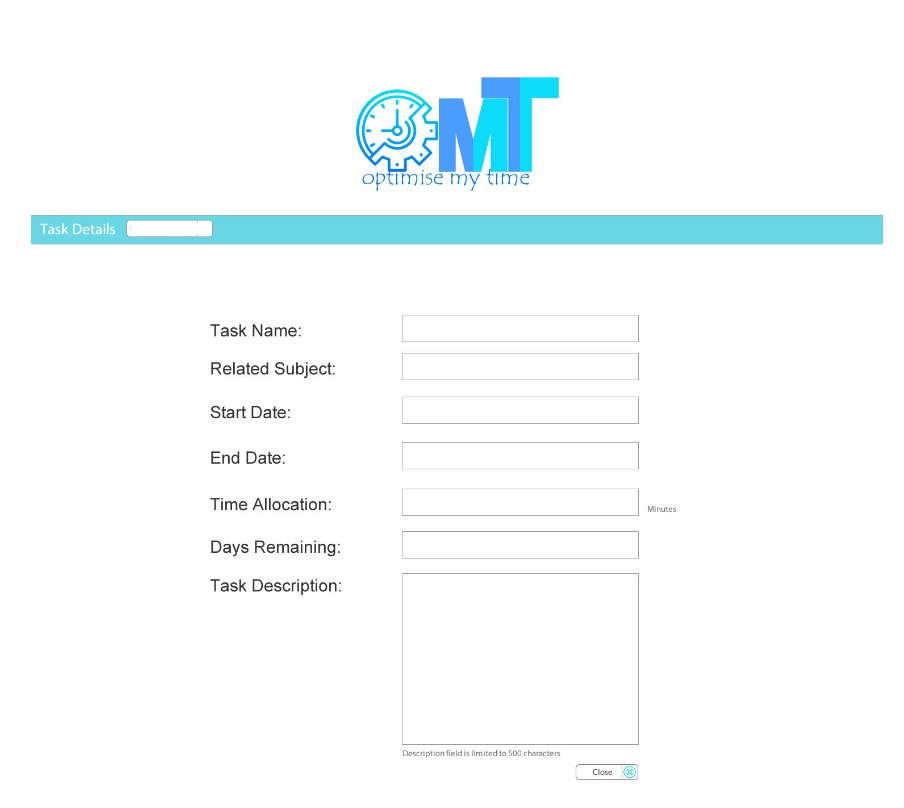 OMT
optimise my time
Task Details
Task Name:
Related Subject:
Start Date:
End Date:
Time Allocation:
Minutes
Days Remaining:
Task Description:
Description field is limited to 500 characters
Close